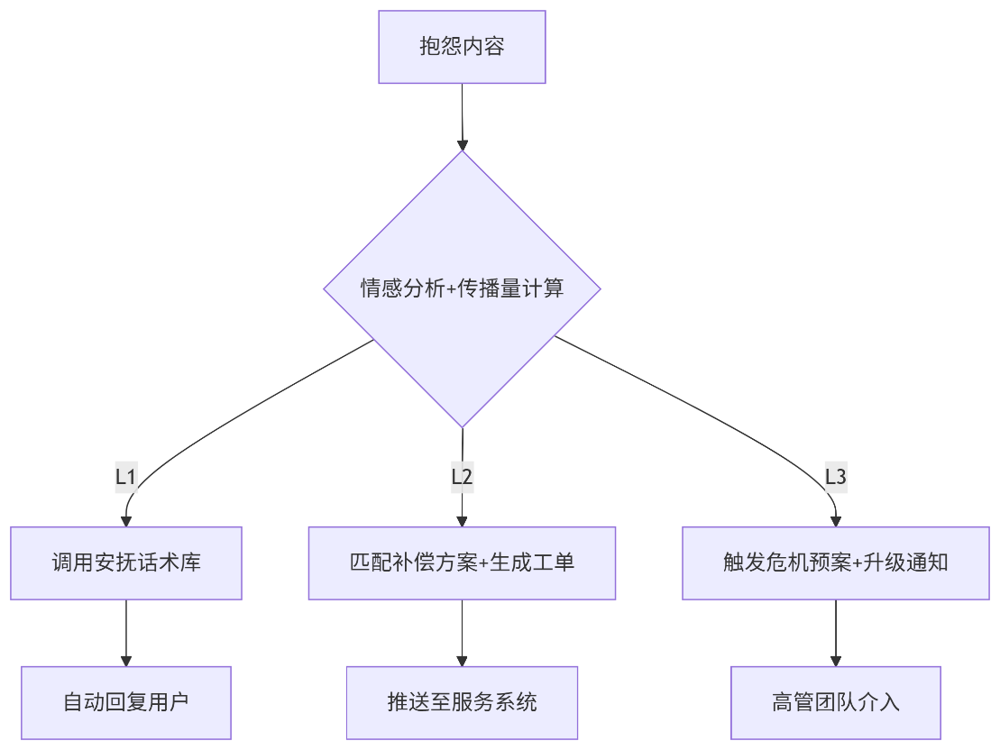 抱怨内容
情感分析+传播量计算
L1
L2
L3
调用安抚话术库
匹配补偿方案+生成工单
触发危机预案+升级通知
自动回复用户
推送至服务系统
高管团队介入